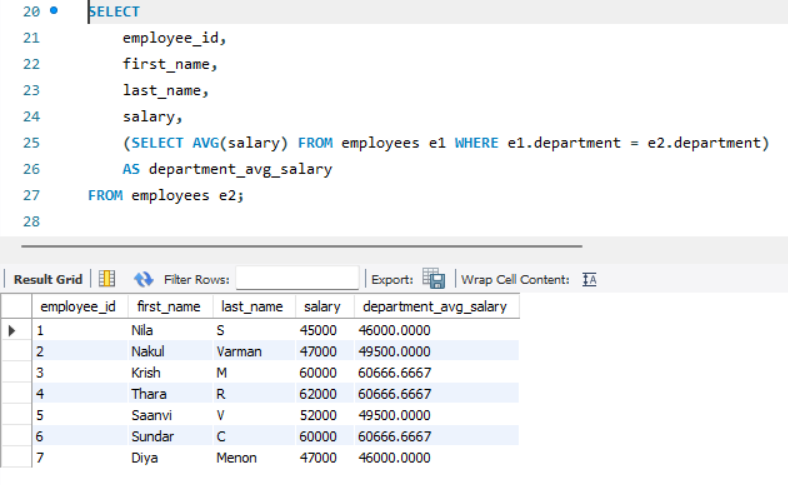 20 SELECT
21 employee_id,
22 first_name,
23 last_name,
24 salary,
25 (SELECT AVG(salary) FROM employees e1 WHERE e1.department = e2.department)
26 AS department_avg_salary
27 FROM employees e2;
28
Result Grid Filter Rows: Export: Wrap Cell Content: IA
employee_id first_name last_name salary department_avg_salary
1 Nila S 45000 46000.0000
2 Nakul Varman 47000 49500.0000
3 Krish M 60000 60666.6667
4 Thara R 62000 60666.6667
5 Saanvi V 52000 49500.0000
6 Sundar C 60000 60666.6667
7 Diya Menon 47000 46000.0000